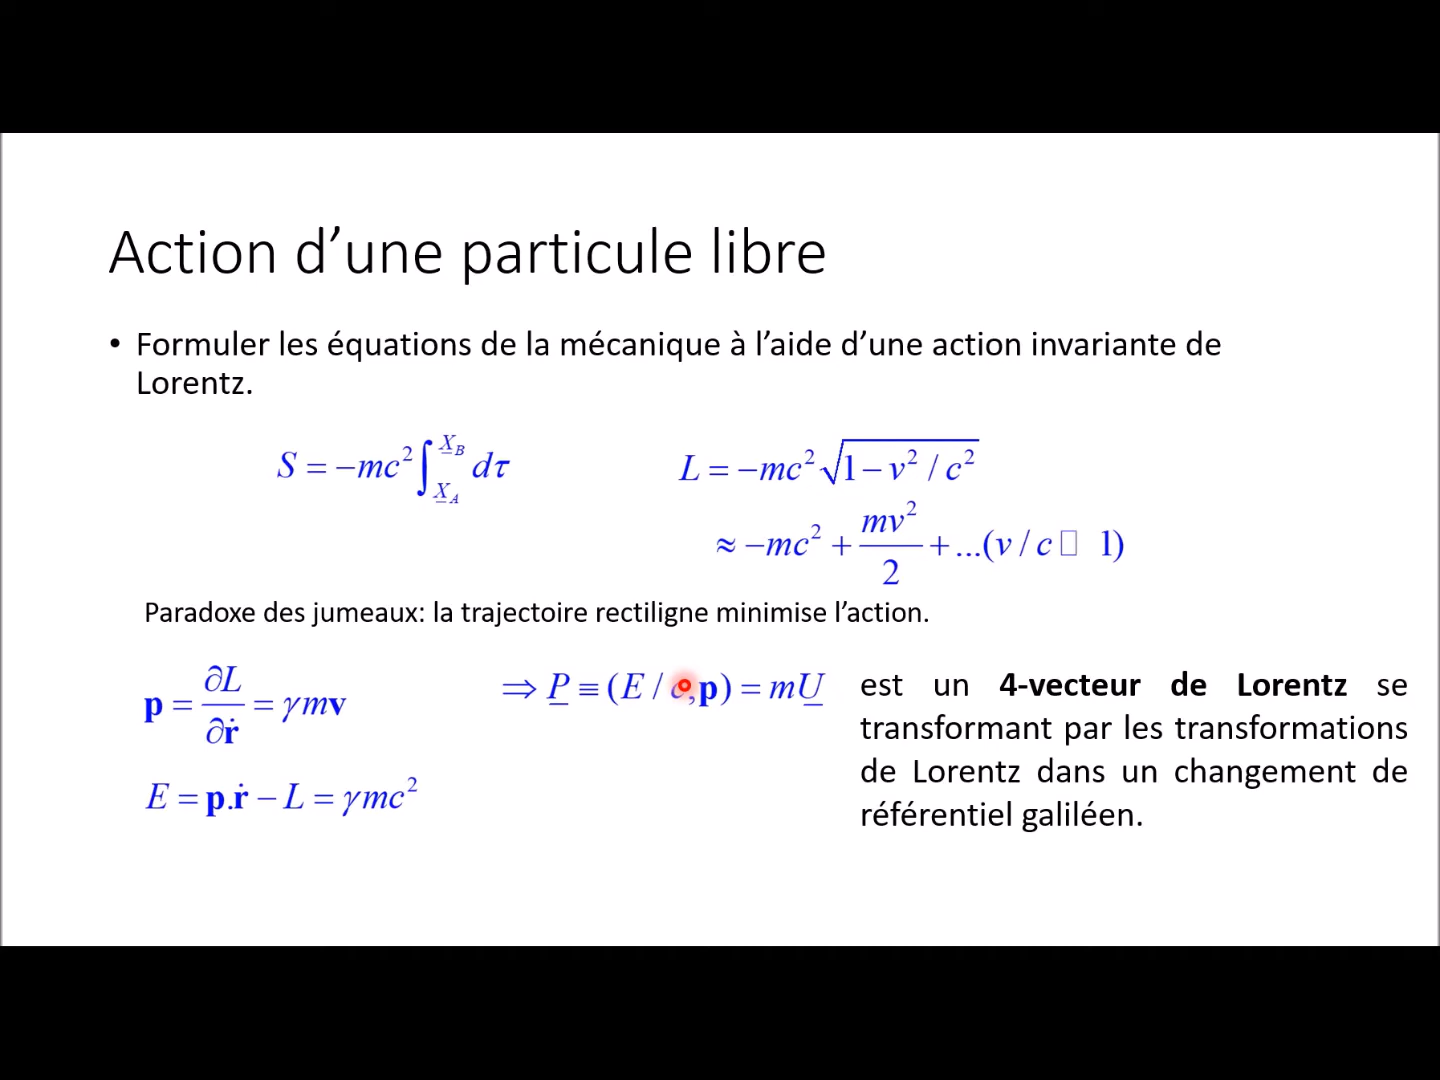 Action d’une particule libre
• Formuler les équations de la mécanique à l’aide d’une action invariante de
Lorentz.
S = −mc² ∫_{X_A}^{X_B} dτ
L = −mc² √(1 − v² / c²)
≈ −mc² + mv²/2 + ...(v / c □ 1)
Paradoxe des jumeaux: la trajectoire rectiligne minimise l’action.
p = ∂L/∂ṙ = γmv
⇒ P ≡ (E / c, p) = mU
est un 4-vecteur de Lorentz se
transformant par les transformations
de Lorentz dans un changement de
référentiel galiléen.
E = p.ṙ − L = γmc²